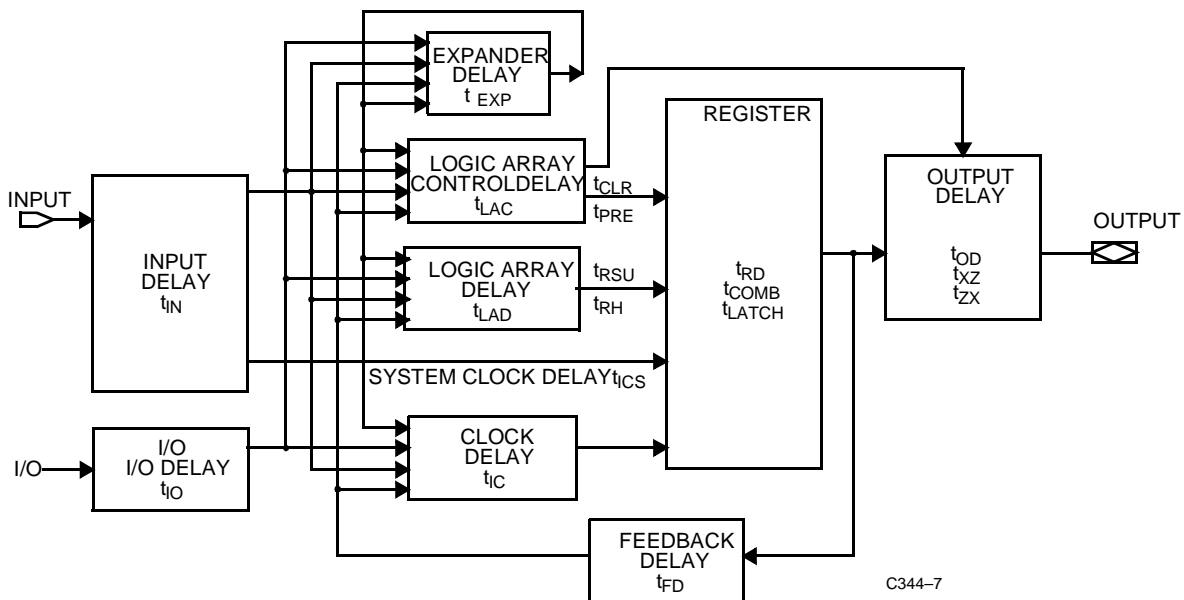 EXPANDER
DELAY
t EXP
REGISTER
LOGIC ARRAY
CONTROLDELAY
tLAC
tCLR
tPRE
OUTPUT
DELAY
tOD
tXZ
tZX
INPUT
OUTPUT
INPUT
DELAY
tIN
LOGIC ARRAY
DELAY
tLAD
tRSU
tRH
tRD
tCOMB
tLATCH
SYSTEM CLOCK DELAYtICS
I/O
I/O
I/O DELAY
tIO
CLOCK
DELAY
tIC
FEEDBACK
DELAY
tFD
C344–7